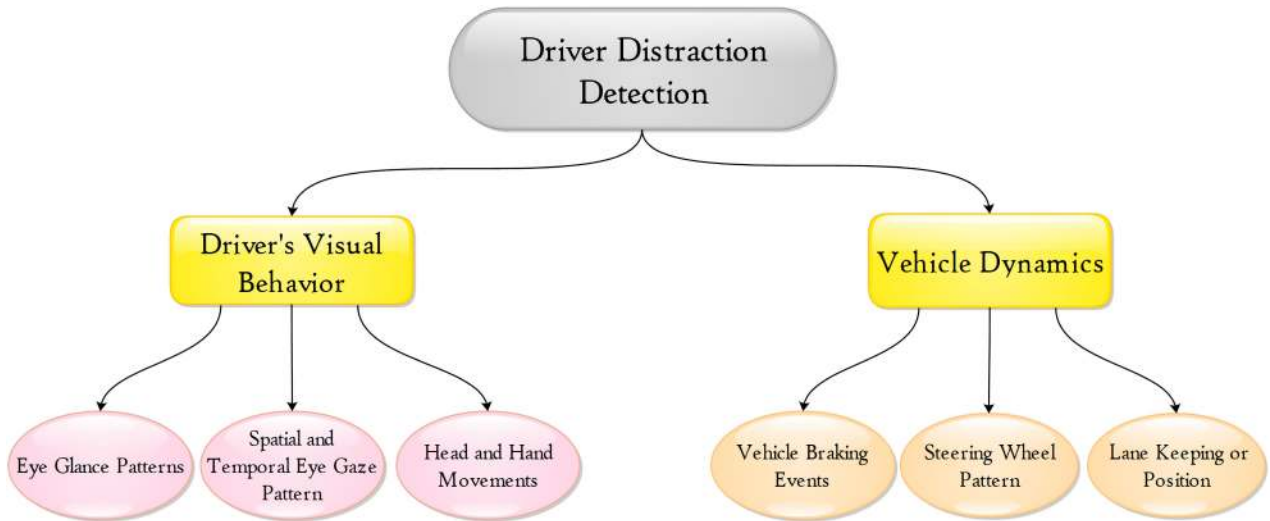 Driver Distraction
Detection
Driver's Visual
Behavior
Vehicle Dynamics
Eye Glance Patterns
Spatial and
Temporal Eye Gaze
Pattern
Head and Hand
Movements
Vehicle Braking
Events
Steering Wheel
Pattern
Lane Keeping or
Position